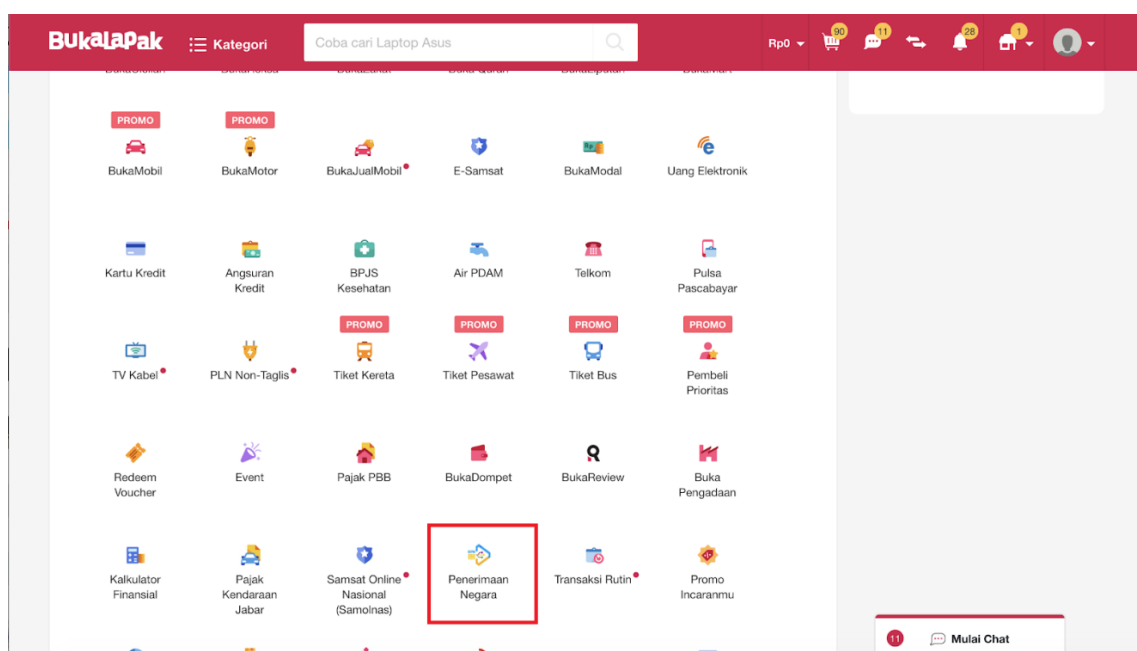 BukaLapak
Kategori
Coba cari Laptop Asus
Rp0
90
11
28
1
PROMO
PROMO
BukaMobil
BukaMotor
BukaJualMobil
E-Samsat
BukaModal
Uang Elektronik
Kartu Kredit
Angsuran
Kredit
BPJS
Kesehatan
Air PDAM
Telkom
Pulsa
Pascabayar
PROMO
PROMO
PROMO
PROMO
TV Kabel
PLN Non-Taglis
Tiket Kereta
Tiket Pesawat
Tiket Bus
Pembeli
Prioritas
Redeem
Voucher
Event
Pajak PBB
BukaDompet
BukaReview
Buka
Pengadaan
Kalkulator
Finansial
Pajak
Kendaraan
Jabar
Samsat Online
Nasional
(Samolnas)
Penerimaan
Negara
Transaksi Rutin
Promo
Incaranmu
11
Mulai Chat